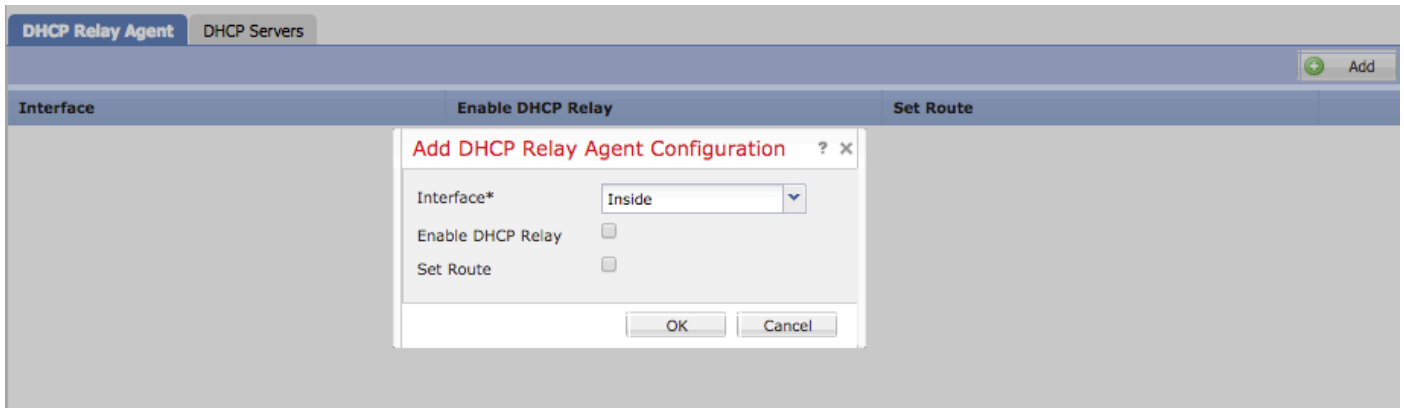 DHCP Relay Agent DHCP Servers
Add
Interface Enable DHCP Relay Set Route
Add DHCP Relay Agent Configuration ? ×
Interface* Inside
Enable DHCP Relay
Set Route
OK Cancel